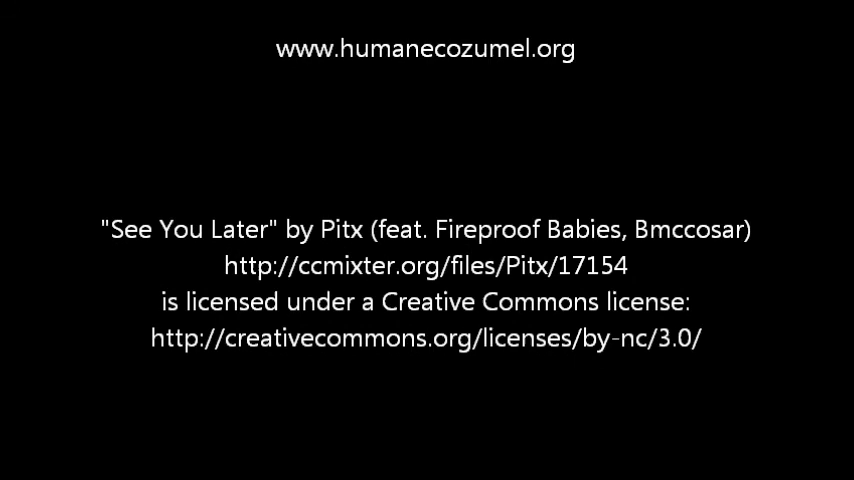 www.humanecozumel.org
"See You Later" by Pitx (feat. Fireproof Babies, Bmccosar)
http://ccmixter.org/files/Pitx/17154
is licensed under a Creative Commons license:
http://creativecommons.org/licenses/by-nc/3.0/